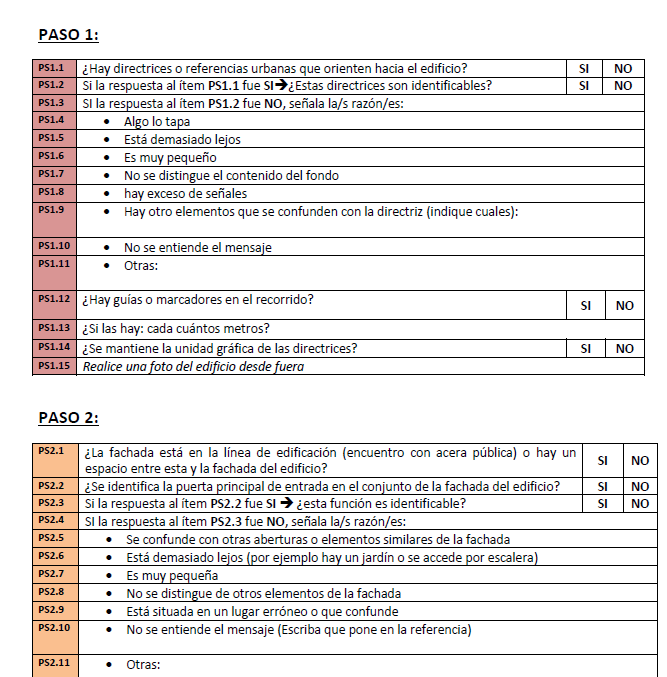 PASO 1:
PS1.1 ¿Hay directrices o referencias urbanas que orienten hacia el edificio? SI NO
PS1.2 Si la respuesta al ítem PS1.1 fue SI➔¿Estas directrices son identificables? SI NO
PS1.3 SI la respuesta al ítem PS1.2 fue NO, señala la/s razón/es:
PS1.4 • Algo lo tapa
PS1.5 • Está demasiado lejos
PS1.6 • Es muy pequeño
PS1.7 • No se distingue el contenido del fondo
PS1.8 • hay exceso de señales
PS1.9 • Hay otro elementos que se confunden con la directriz (indique cuales):
PS1.10 • No se entiende el mensaje
PS1.11 • Otras:
PS1.12 ¿Hay guías o marcadores en el recorrido? SI NO
PS1.13 ¿Si las hay: cada cuántos metros?
PS1.14 ¿Se mantiene la unidad gráfica de las directrices? SI NO
PS1.15 Realice una foto del edificio desde fuera
PASO 2:
PS2.1 ¿La fachada está en la línea de edificación (encuentro con acera pública) o hay un
espacio entre esta y la fachada del edificio? SI NO
PS2.2 ¿Se identifica la puerta principal de entrada en el conjunto de la fachada del edificio? SI NO
PS2.3 Si la respuesta al ítem PS2.2 fue SI ➔ ¿esta función es identificable? SI NO
PS2.4 SI la respuesta al ítem PS2.3 fue NO, señala la/s razón/es:
PS2.5 • Se confunde con otras aberturas o elementos similares de la fachada
PS2.6 • Está demasiado lejos (por ejemplo hay un jardín o se accede por escalera)
PS2.7 • Es muy pequeña
PS2.8 • No se distingue de otros elementos de la fachada
PS2.9 • Está situada en un lugar erróneo o que confunde
PS2.10 • No se entiende el mensaje (Escriba que pone en la referencia)
PS2.11 • Otras: